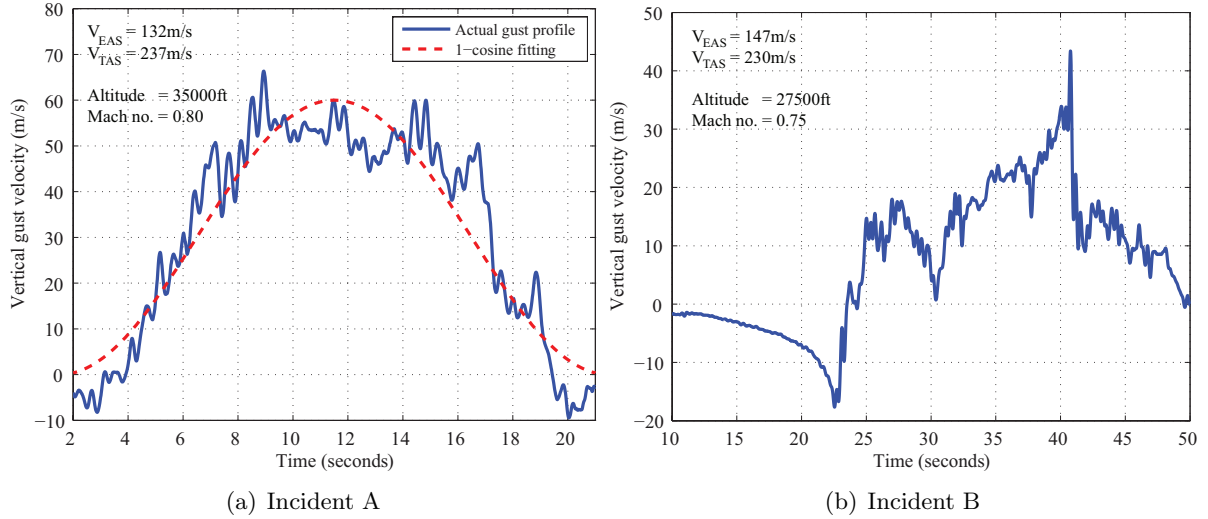 80
70
60
50
40
30
20
10
0
−10
Vertical gust velocity (m/s)
V_EAS = 132m/s
V_TAS = 237m/s
Altitude = 35000ft
Mach no. = 0.80
Actual gust profile
1−cosine fitting
2 4 6 8 10 12 14 16 18 20
Time (seconds)
(a) Incident A
50
40
30
20
10
0
−10
−20
Vertical gust velocity (m/s)
V_EAS = 147m/s
V_TAS = 230m/s
Altitude = 27500ft
Mach no. = 0.75
10 15 20 25 30 35 40 45 50
Time (seconds)
(b) Incident B